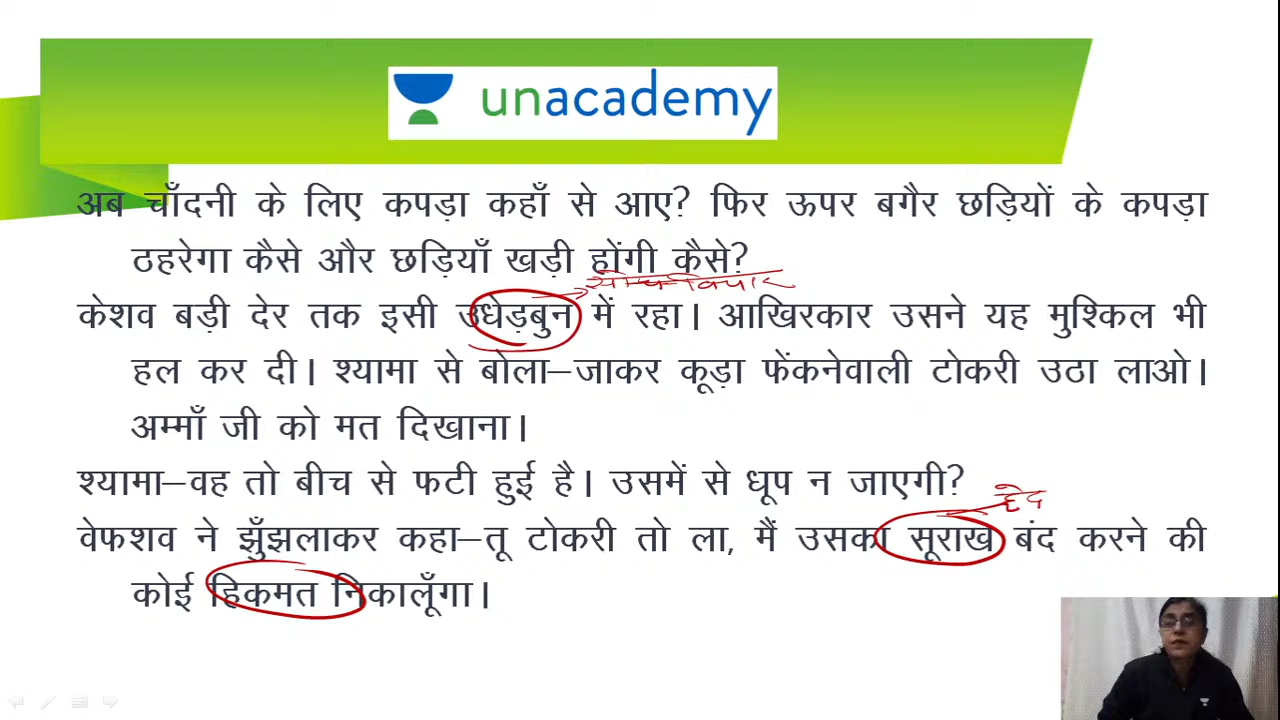 unacademy
अब चाँदनी के लिए कपड़ा कहाँ से आए? फिर ऊपर बगैर छड़ियों के कपड़ा
ठहरेगा कैसे और छड़ियाँ खड़ी होंगी कैसे?
सोच-विचार
केशव बड़ी देर तक इसी उधेड़बुन में रहा। आखिरकार उसने यह मुश्किल भी
हल कर दी। श्यामा से बोला—जाकर कूड़ा फेंकनेवाली टोकरी उठा लाओ।
अम्माँ जी को मत दिखाना।
श्यामा—वह तो बीच से फटी हुई है। उसमें से धूप न जाएगी?
छेद
वेफशव ने झुँझलाकर कहा—तू टोकरी तो ला, मैं उसका सूराख बंद करने की
कोई हिकमत निकालूँगा।